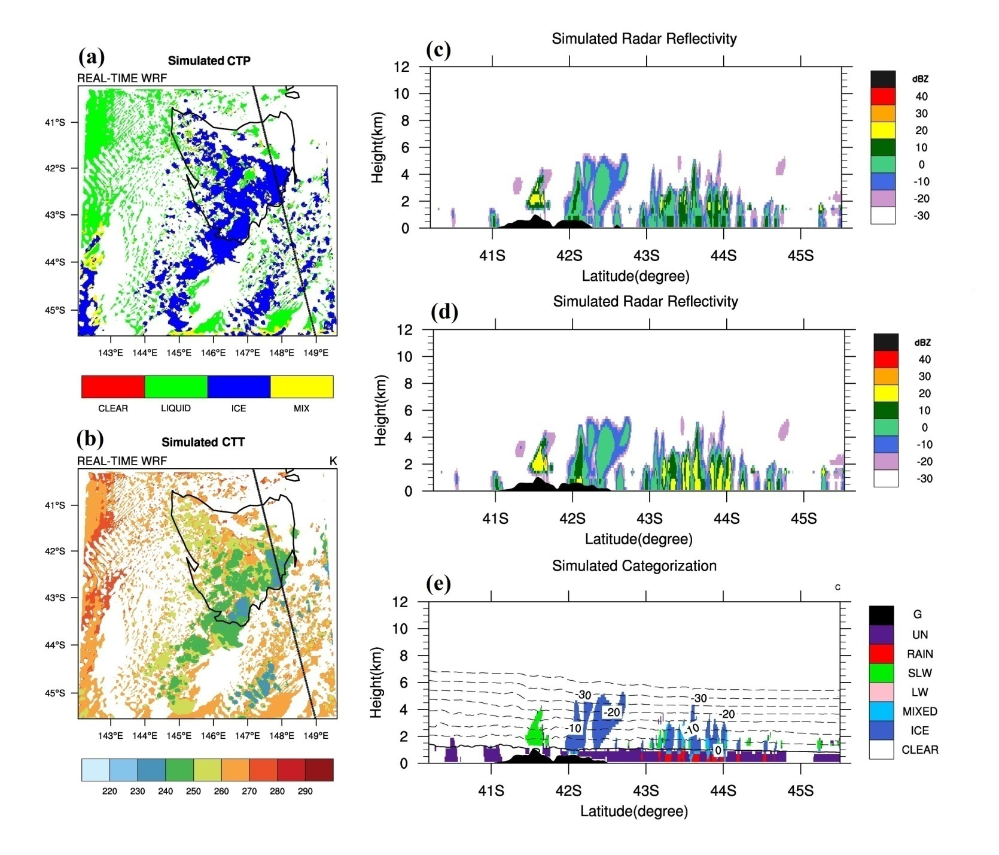 (a)
Simulated CTP
REAL-TIME WRF
41°S
42°S
43°S
44°S
45°S
143°E 144°E 145°E 146°E 147°E 148°E 149°E
CLEAR LIQUID ICE MIX
(b)
Simulated CTT
REAL-TIME WRF K
41°S
42°S
43°S
44°S
45°S
143°E 144°E 145°E 146°E 147°E 148°E 149°E
220 230 240 250 260 270 280 290
(c)
Simulated Radar Reflectivity
Height(km)
12
10
8
6
4
2
0
41S 42S 43S 44S 45S
Latitude(degree)
dBZ
40
30
20
10
0
-10
-20
-30
(d)
Simulated Radar Reflectivity
Height(km)
12
10
8
6
4
2
0
41S 42S 43S 44S 45S
Latitude(degree)
dBZ
40
30
20
10
0
-10
-20
-30
(e)
Simulated Categorization
C
Height(km)
12
10
8
6
4
2
0
-30 -30
-20 -20
-10 -10
0
41S 42S 43S 44S 45S
Latitude(degree)
G
UN
RAIN
SLW
LW
MIXED
ICE
CLEAR